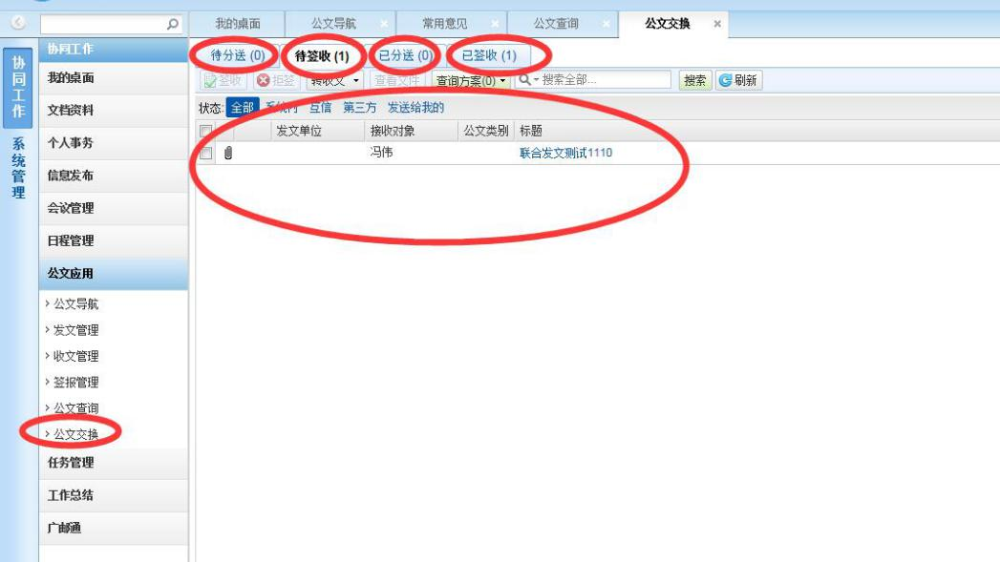 我的桌面 公文导航 常用意见 公文查询 公文交换
协同工作
系统管理
协同工作
我的桌面
文档资料
个人事务
信息发布
会议管理
日程管理
公文应用
公文导航
发文管理
收文管理
签报管理
公文查询
公文交换
任务管理
工作总结
广邮通
待分送 (0) 待签收 (1) 已分送 (0) 已签收 (1)
签收 拒签 转收文 查看文件 查询方案(0) 搜索全部... 搜索 刷新
状态: 全部 系统内 互信 第三方 发送给我的
发文单位 接收对象 公文类别 标题
冯伟 联合发文测试1110